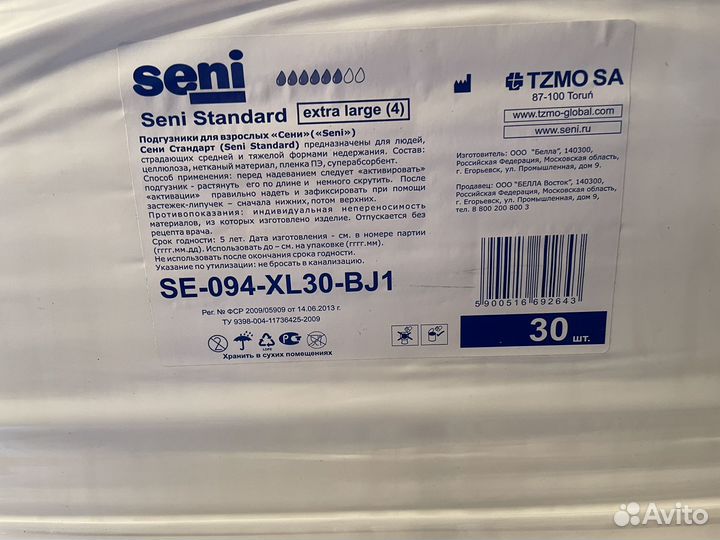 seni
Seni Standard extra large (4)
Подгузники для взрослых «Сени»(«Seni»)
Сени Стандарт (Seni Standard) предназначены для людей,
страдающих средней и тяжелой формами недержания. Состав:
целлюлоза, нетканый материал, пленка ПЭ, суперабсорбент.
Способ применения: перед надеванием следует «активировать»
подгузник - растянуть его по длине и немного скрутить. После
«активации» правильно надеть и зафиксировать при помощи
застежек-липучек – сначала нижних, потом верхних.
Противопоказания: индивидуальная непереносимость
материалов, из которых изготовлено изделие. Отпускается без
рецепта врача.
Срок годности: 5 лет. Дата изготовления - см. в номере партии
(гггг.мм.дд). Использовать до – см. на упаковке (гггг.мм).
Не использовать после окончания срока годности.
Указание по утилизации: не бросать в канализацию.
SE-094-XL30-BJ1
Рег. № ФСР 2009/05909 от 14.06.2013 г.
ТУ 9398-004-11736425-2009
LDPE
Хранить в сухих помещениях
TZMO SA
87-100 Toruń
www.tzmo-global.com
www.seni.ru
Изготовитель: ООО "Белла", 140300,
Российская Федерация, Московская область,
г. Егорьевск, ул. Промышленная, дом 9.
Продавец: ООО "БЕЛЛА Восток", 140300,
Российская Федерация, Московская область,
г. Егорьевск, ул. Промышленная, дом 9,
тел. 8 800 200 800 3
5900516692643
30 шт.
Avito